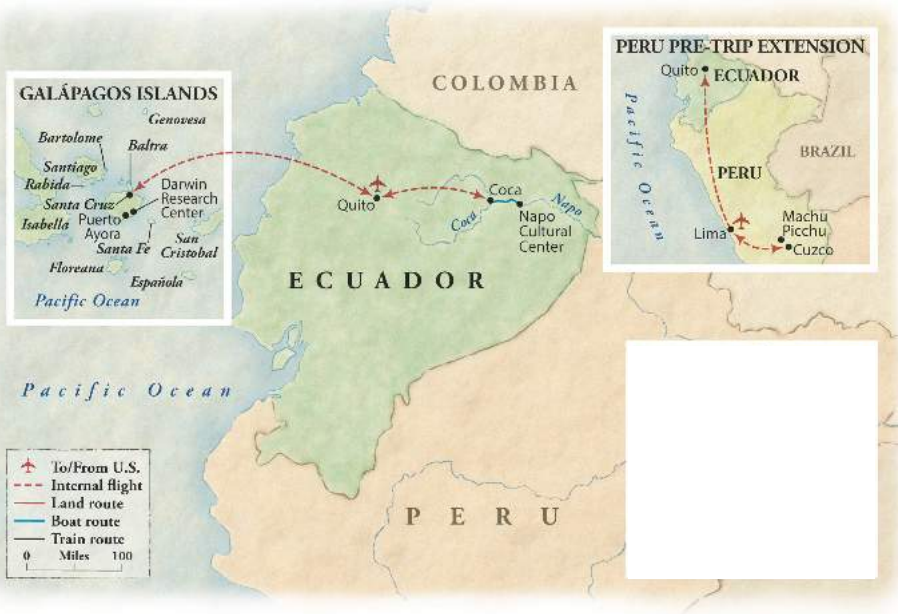 COLOMBIA
ECUADOR
PERU
Pacific Ocean
Quito
Coca
Coca
Napo
Napo
Cultural
Center
GALÁPAGOS ISLANDS
Genovesa
Bartolome
Baltra
Santiago
Rabida
Darwin
Research
Center
Santa Cruz
Puerto
Ayora
Isabella
Santa Fe
San
Cristobal
Floreana
Española
Pacific Ocean
PERU PRE-TRIP EXTENSION
Quito
ECUADOR
Pacific Ocean
BRAZIL
PERU
Lima
Machu
Picchu
Cuzco
To/From U.S.
Internal flight
Land route
Boat route
Train route
0 Miles 100